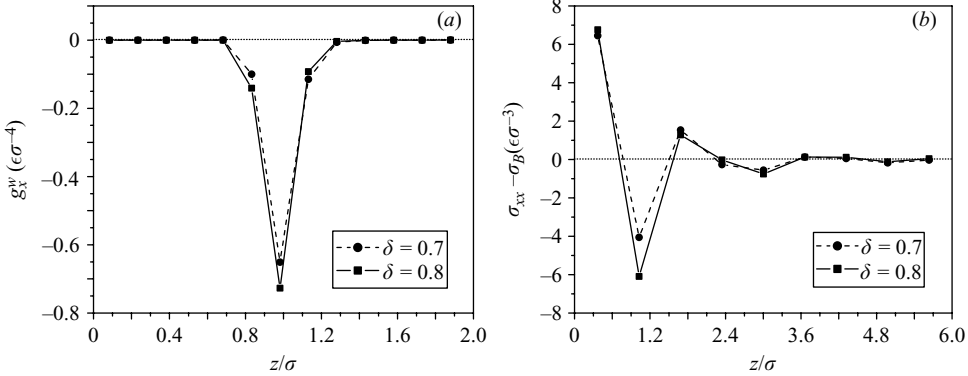 (a)
0
–0.2
–0.4
–0.6
–0.8
g_x^w (ϵσ⁻⁴)
δ = 0.7
δ = 0.8
0 0.4 0.8 1.2 1.6 2.0
z/σ
(b)
8
6
4
2
0
–2
–4
–6
–8
σ_xx – σ_B (ϵσ⁻³)
δ = 0.7
δ = 0.8
0 1.2 2.4 3.6 4.8 6.0
z/σ